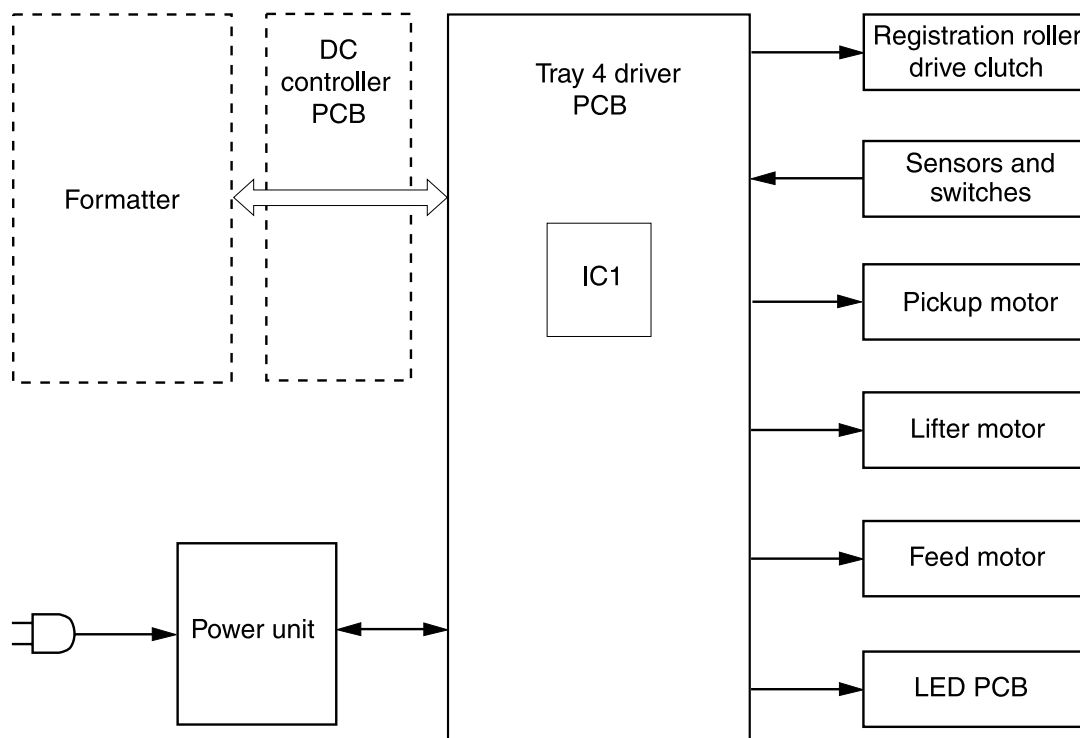 Formatter
DC
controller
PCB
Tray 4 driver
PCB
IC1
Power unit
Registration roller
drive clutch
Sensors and
switches
Pickup motor
Lifter motor
Feed motor
LED PCB